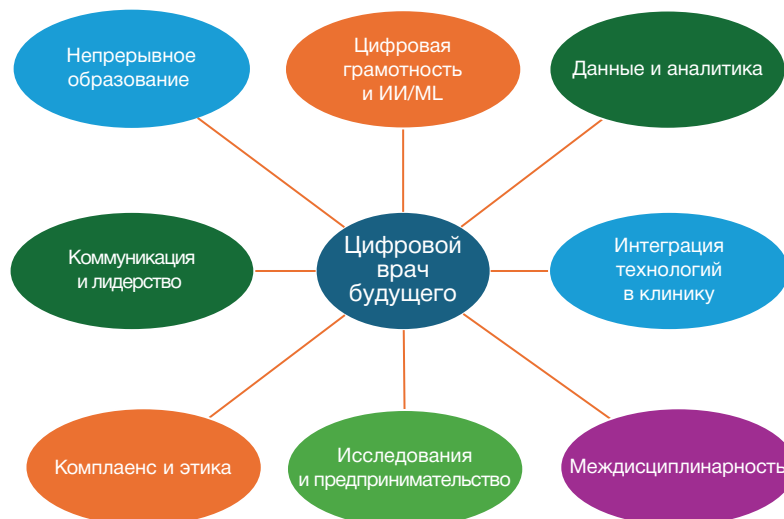 Непрерывное
образование
Цифровая
грамотность
и ИИ/ML
Данные и аналитика
Коммуникация
и лидерство
Цифровой
врач
будущего
Интеграция
технологий
в клинику
Комплаенс и этика
Исследования
и предпринимательство
Междисциплинарность